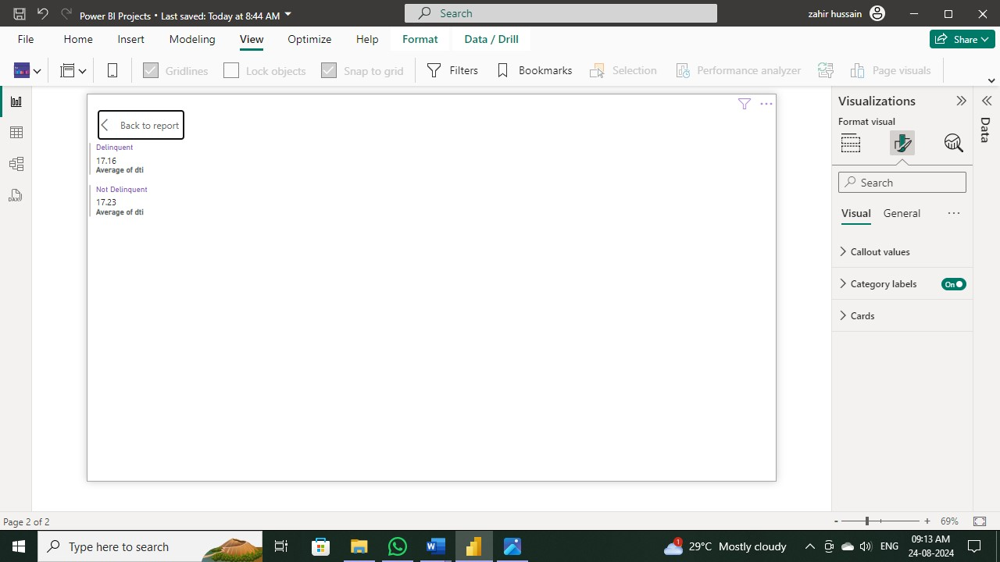 Power BI Projects • Last saved: Today at 8:44 AM
Search
zahir hussain
File Home Insert Modeling View Optimize Help Format Data / Drill
Share
Gridlines Lock objects Snap to grid Filters Bookmarks Selection Performance analyzer Page visuals
Back to report
Delinquent
17.16
Average of dti
Not Delinquent
17.23
Average of dti
Visualizations
Format visual
Search
Visual General ...
Callout values
Category labels On
Cards
Data
DAX
Page 2 of 2
- + 69%
Type here to search
W
1
29°C Mostly cloudy
ENG
09:13 AM
24-08-2024